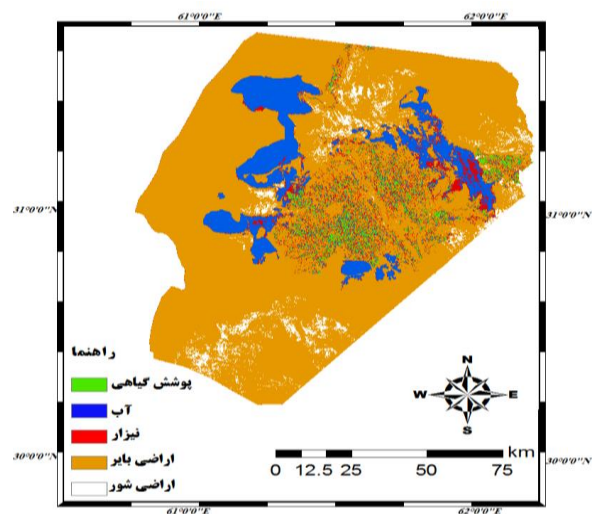 61°0'0"E 62°0'0"E
31°0'0"N 31°0'0"N
راهنما
پوشش گیاهی
آب
نیزار
اراضی بایر
اراضی شور
N
W E
S
km
0 12.5 25 50 75
30°0'0"N 30°0'0"N
61°0'0"E 62°0'0"E